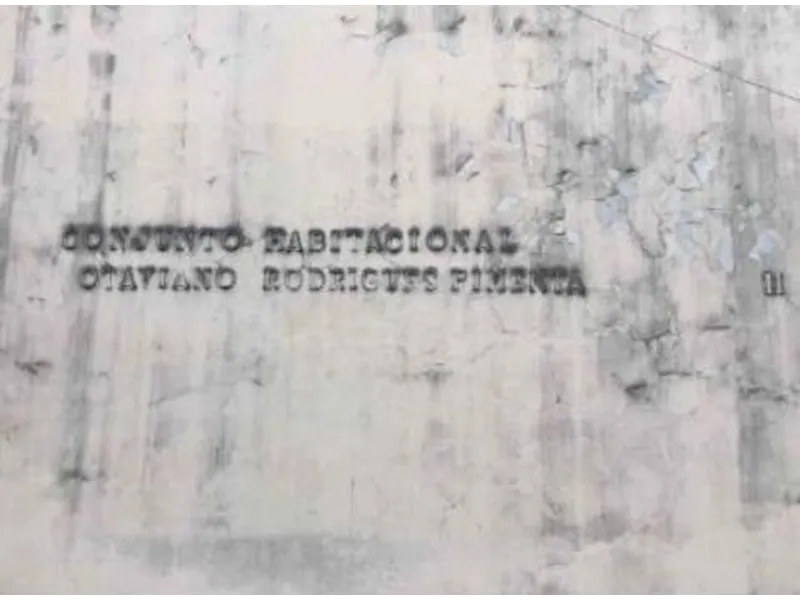 CONJUNTO HABITACIONAL
OTAVIANO RODRIGUES PIMENTA